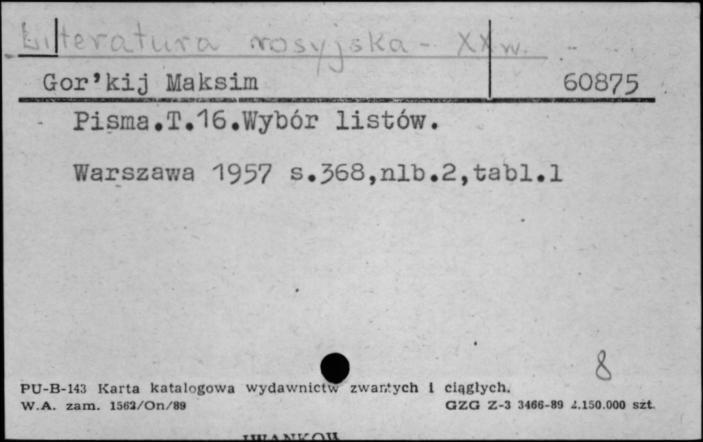 Literatura rosyjska - XX w.
Gor'kij Maksim 60875
Pisma.T.16.Wybór listów.
Warszawa 1957 s.368,nlb.2,tabl.1
8
PU-B-143 Karta katalogowa wydawnictw zwartych i ciągłych.
W.A. zam. 1562/On/89 GZG Z-3 3466-89 2.150.000 szt.